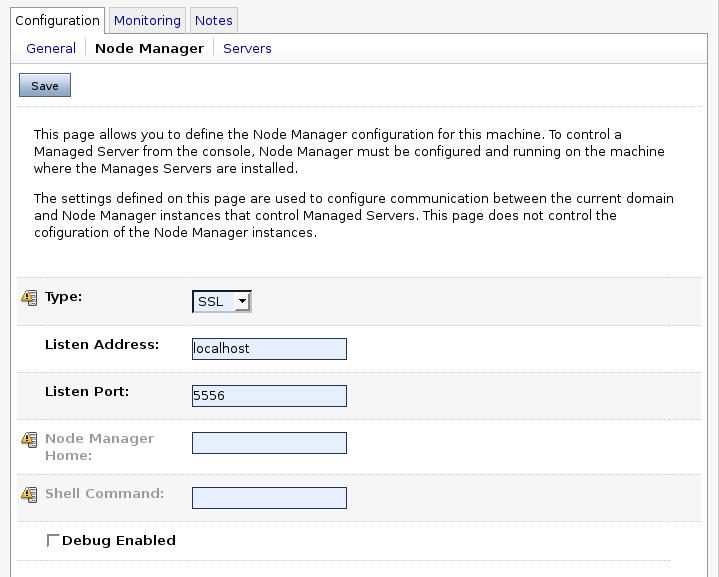 Configuration Monitoring Notes
General Node Manager Servers
Save
This page allows you to define the Node Manager configuration for this machine. To control a
Managed Server from the console, Node Manager must be configured and running on the machine
where the Manages Servers are installed.
The settings defined on this page are used to configure communication between the current domain
and Node Manager instances that control Managed Servers. This page does not control the
cofiguration of the Node Manager instances.
Type: SSL
Listen Address: localhost
Listen Port: 5556
Node Manager
Home:
Shell Command:
Debug Enabled